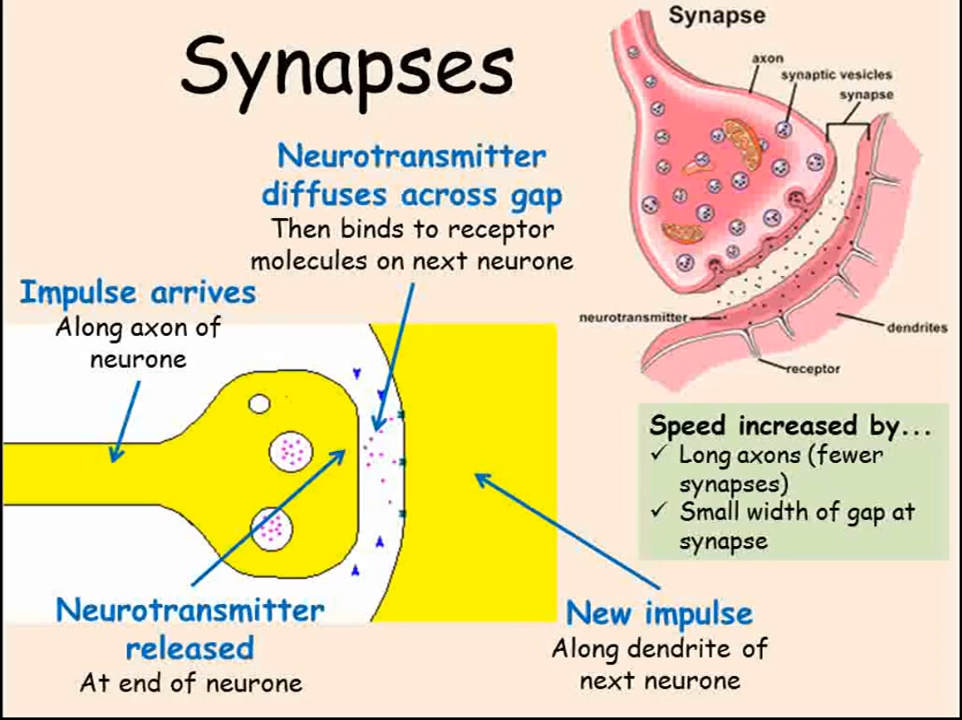 Synapses
Neurotransmitter
diffuses across gap
Then binds to receptor
molecules on next neurone
Impulse arrives
Along axon of
neurone
Neurotransmitter
released
At end of neurone
New impulse
Along dendrite of
next neurone
Synapse
axon
synaptic vesicles
synapse
neurotransmitter
dendrites
receptor
Speed increased by...
✓ Long axons (fewer
synapses)
✓ Small width of gap at
synapse